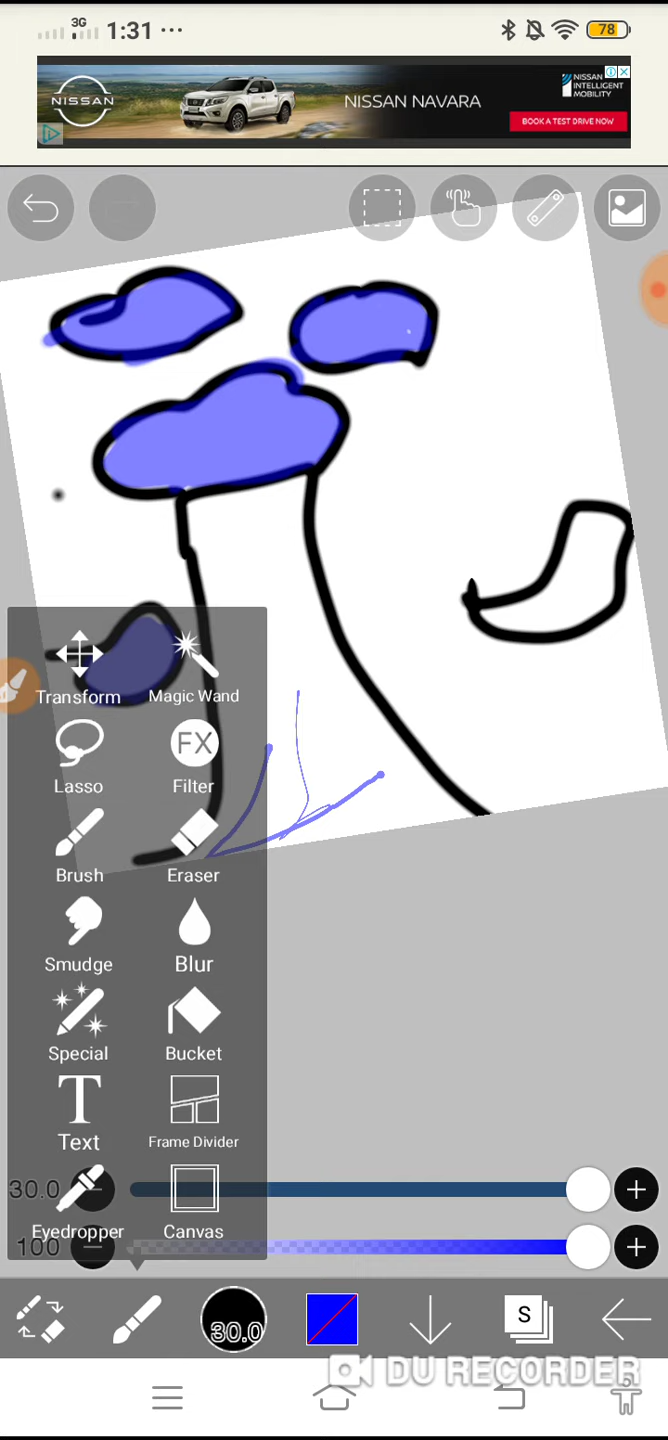 3G
1:31 ...
78
NISSAN
NISSAN NAVARA
NISSAN
INTELLIGENT
MOBILITY
BOOK A TEST DRIVE NOW
Transform
Magic Wand
Lasso
FX
Filter
Brush
Eraser
Smudge
Blur
Special
Bucket
T
Text
Frame Divider
30.0
Eyedropper
Canvas
100
30.0
S
DU RECORDER